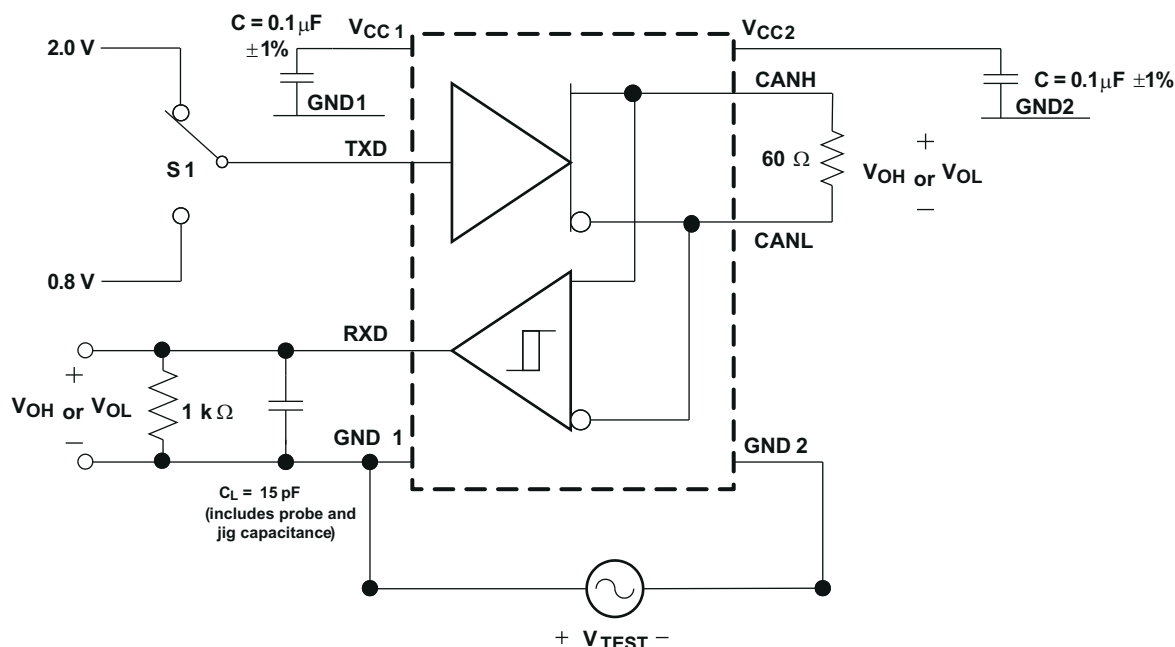 C = 0.1 μF
±1%
VCC 1
VCC2
2.0 V
C = 0.1μF ±1%
GND1
GND2
CANH
TXD
S 1
60 Ω
+
VOH or VOL
−
CANL
0.8 V
RXD
+
VOH or VOL
−
1 kΩ
GND 1
GND 2
CL = 15 pF
(includes probe and
jig capacitance)
+ VTEST −